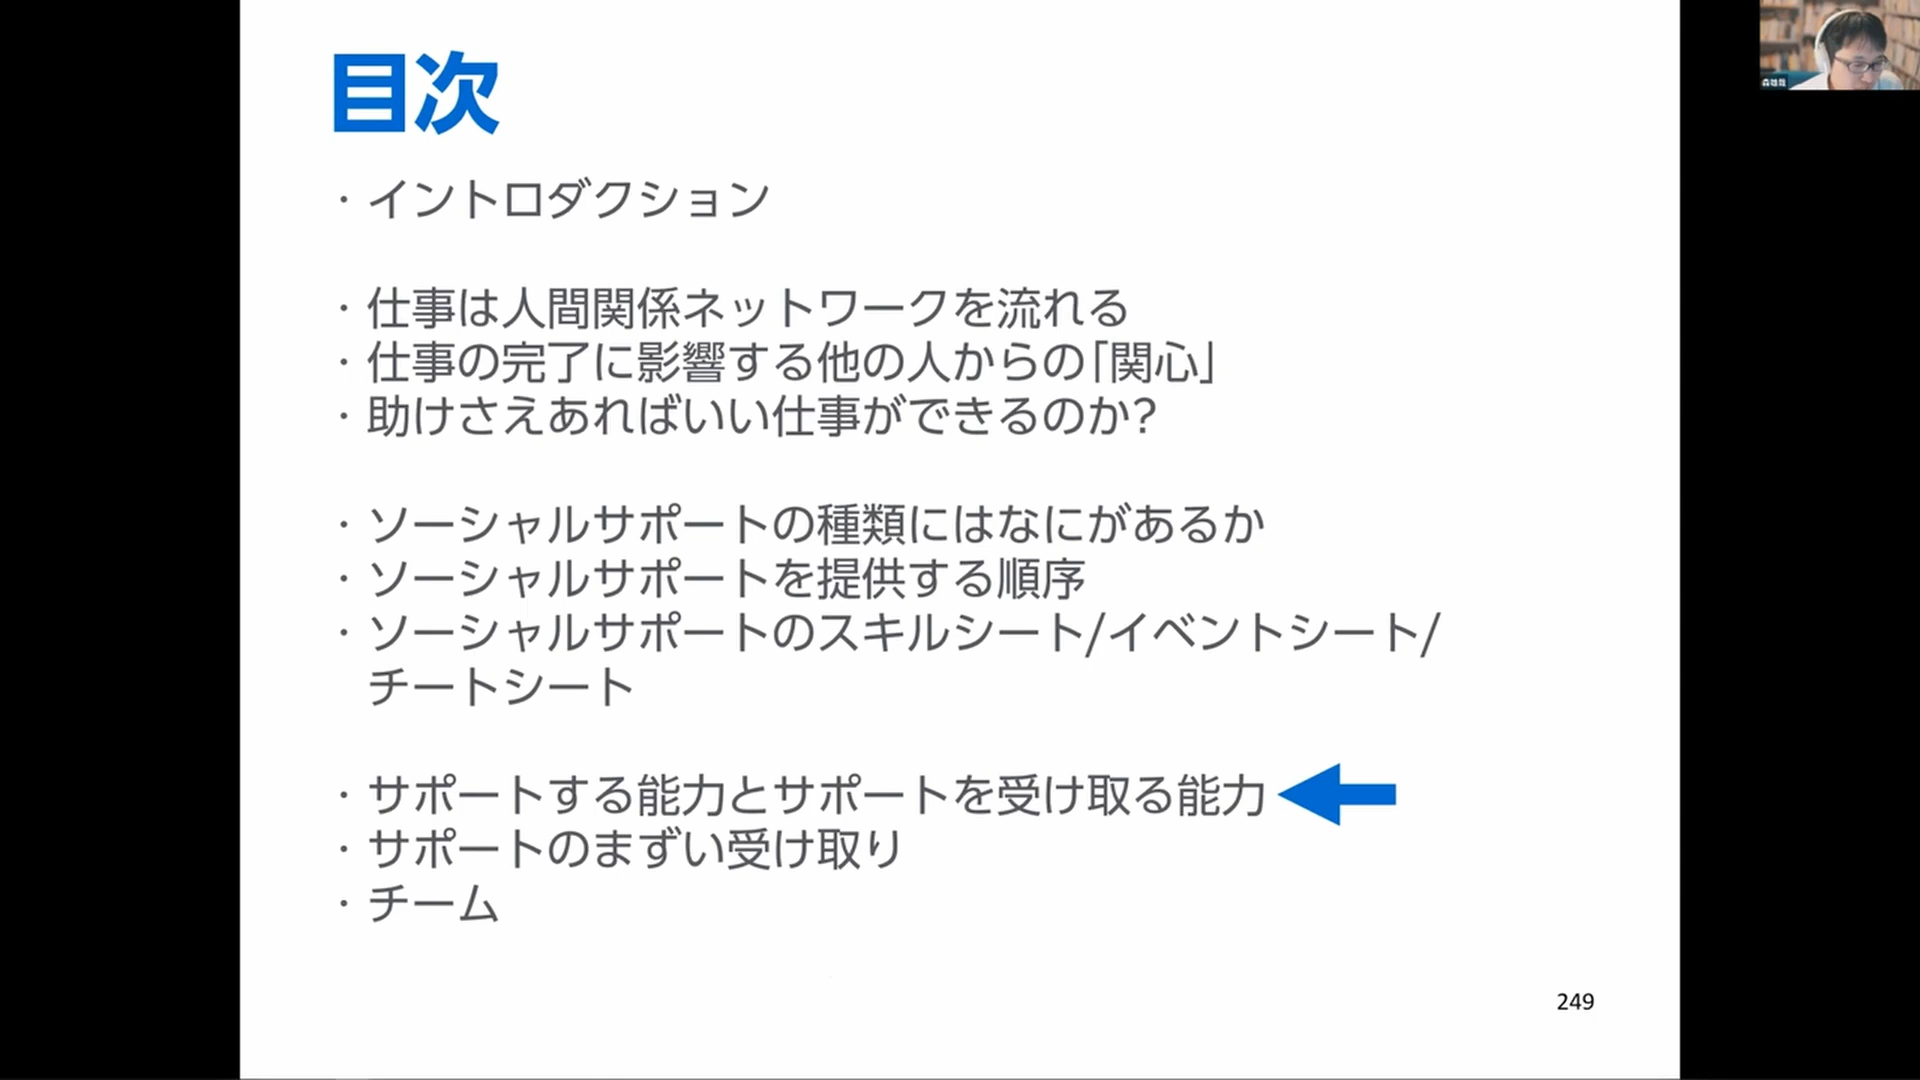 目次
・イントロダクション
・仕事は人間関係ネットワークを流れる
・仕事の完了に影響する他の人からの「関心」
・助けさえあればいい仕事ができるのか?
・ソーシャルサポートの種類にはなにがあるか
・ソーシャルサポートを提供する順序
・ソーシャルサポートのスキルシート/イベントシート/
チートシート
・サポートする能力とサポートを受け取る能力
・サポートのまずい受け取り
・チーム
249